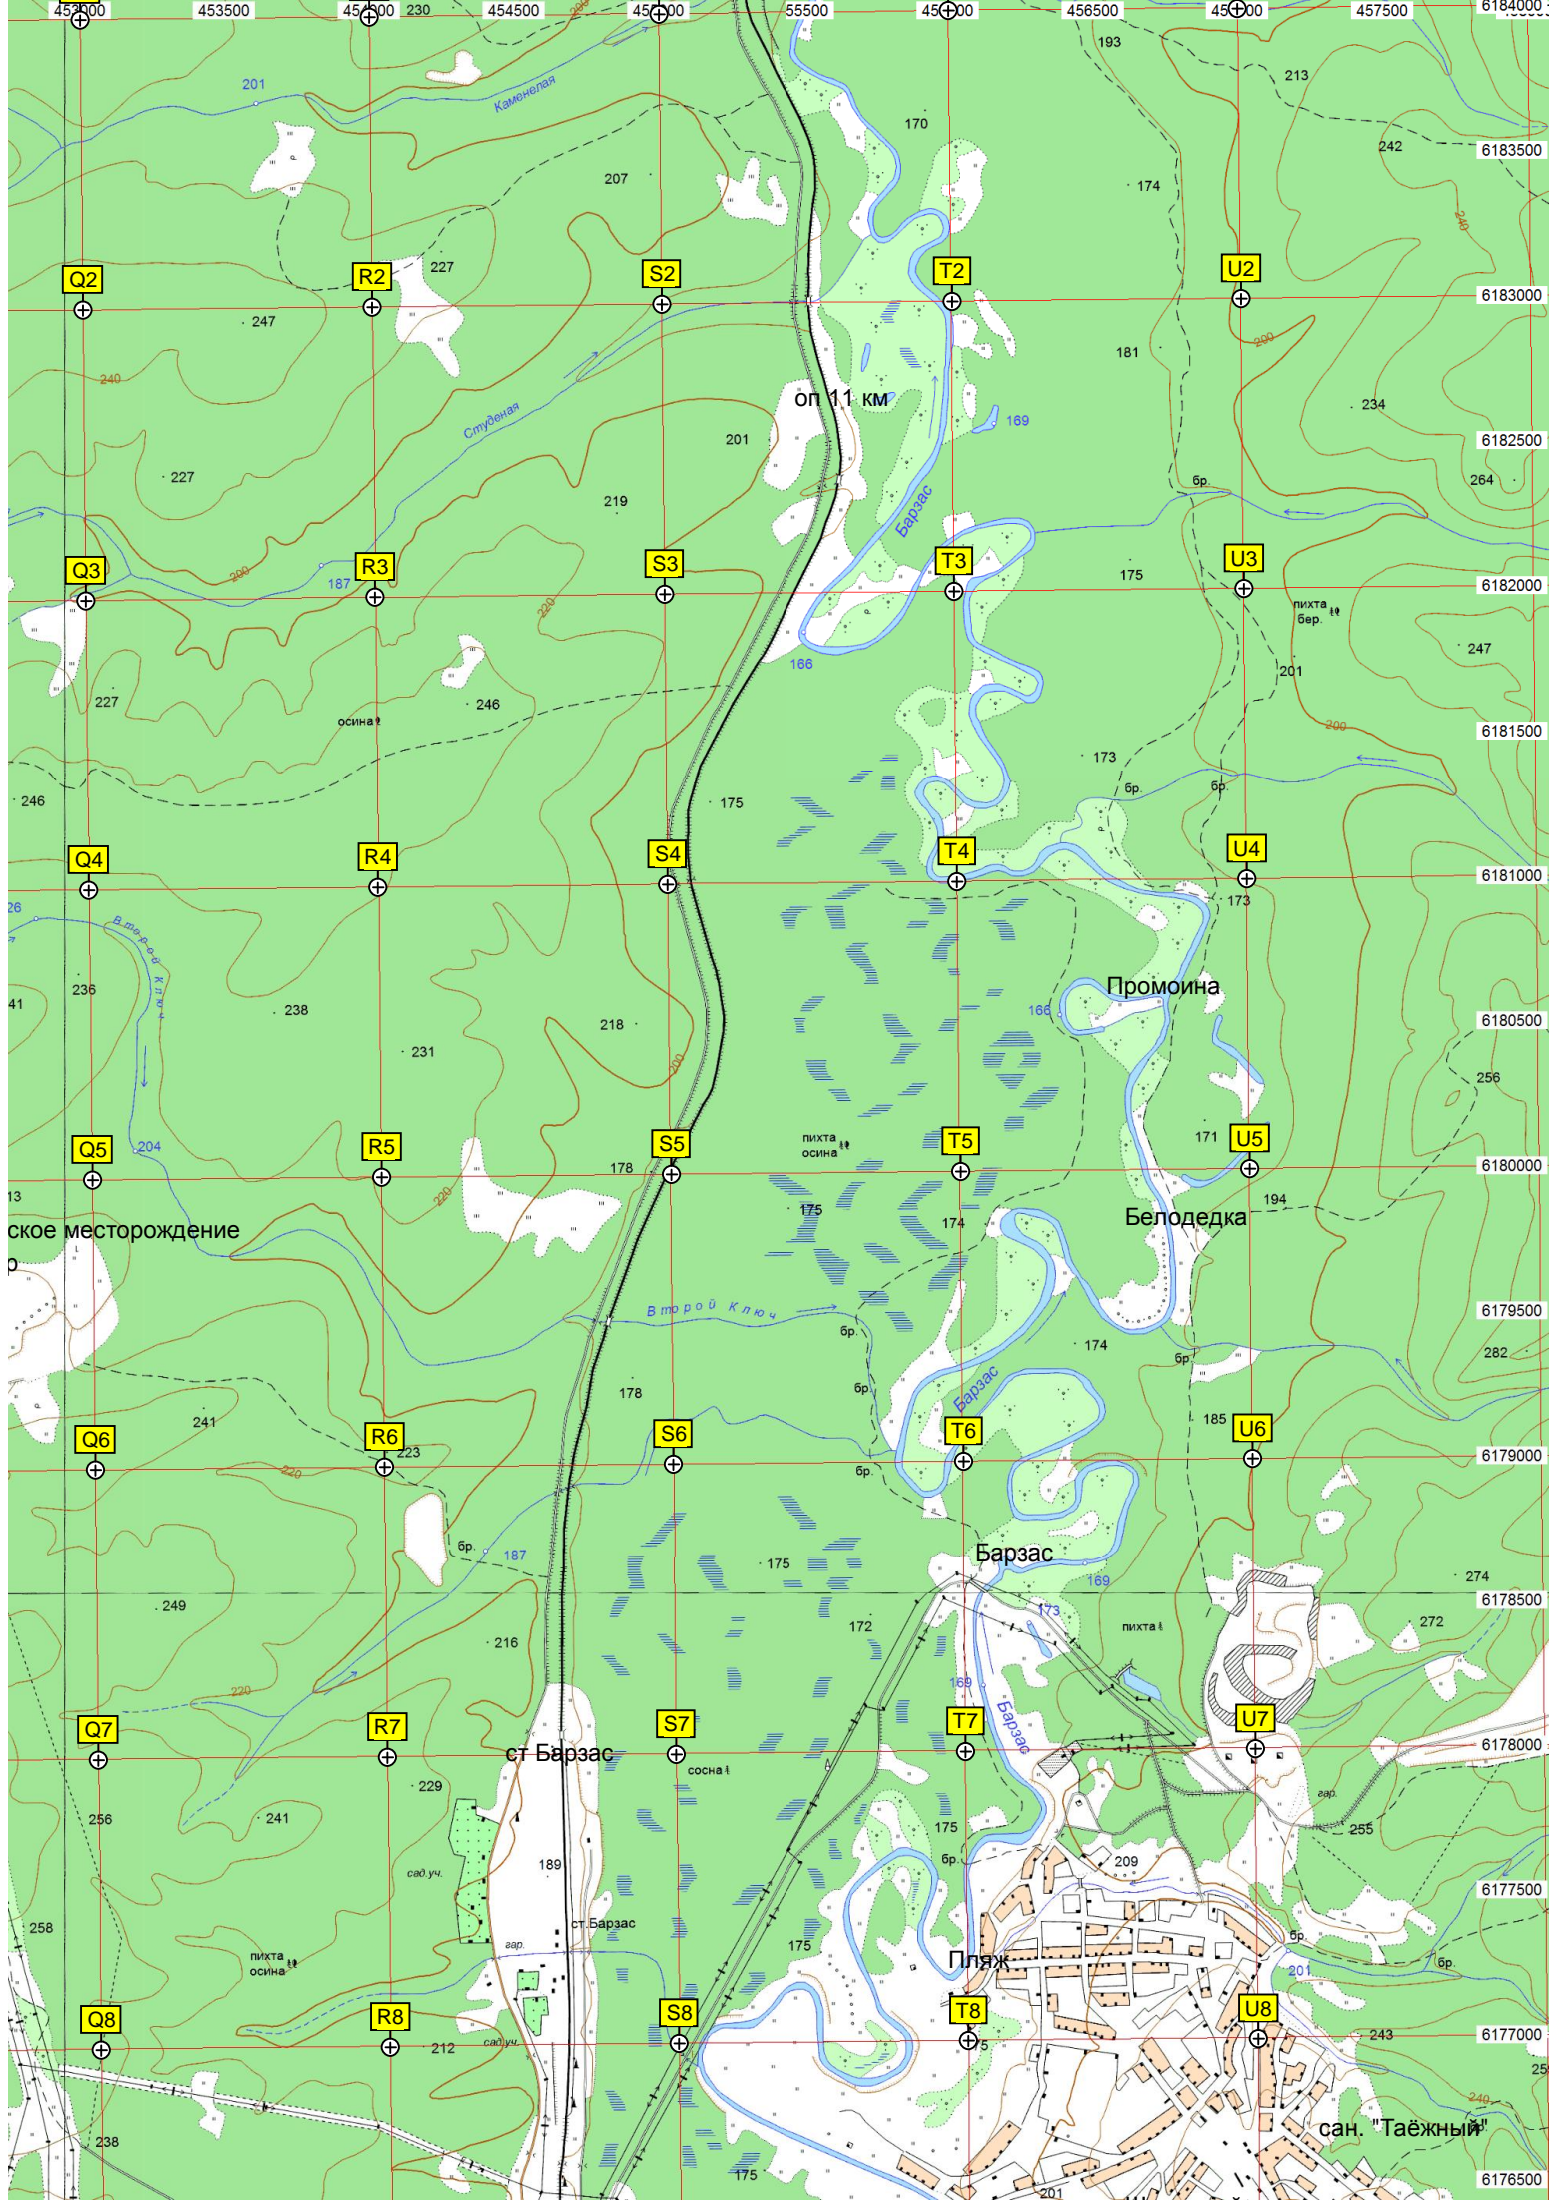 453000 453500 230 454500 55500 456500 457500 6184000
200
193
213
201
Каменелая
170
242
6183500
207
174
240
Q2 R2 227 S2 T2 U2
6183000
247
200
240
181
оп 11 км
234
Студеная
201
169
6182500
227
бр.
264
219
Барзас
Q3 R3 S3 T3 U3
200
187
175
6182000
220
пихта
бер.
166
247
201
227
246
осина
200
6181500
173
бр. бр.
246
175
Q4 R4 S4 T4 U4
6181000
173
26
Второй Ключ
236
Промоина
41
238
218
166
6180500
231
200
256
пихта
осина
171
Q5 R5 S5 T5 U5
204
178
6180000
13
220
175
174
194
Белодедка
ское месторождение
р
Второй Ключ
6179500
бр.
174
282
бр.
178
бр.
Барзас
241
185
Q6 R6 S6 T6 U6
223
220
бр.
6179000
бр.
187
175
Барзас
169
274
249
6178500
172
173
пихта
272
216
169
220
Барзас
Q7 R7 S7 T7 U7
ст Барзас
6178000
сосна
229
гар.
256
241
175
255
бр.
209
189
сад.уч.
6177500
258
ст.Барзас
175
гар.
пихта
осина
Пляж
бр.
бр.
201
Q8 R8 S8 T8 U8
212
сад.уч.
75
243
6177000
25
240
238
сан. "Таёжный"
175
201
6176500